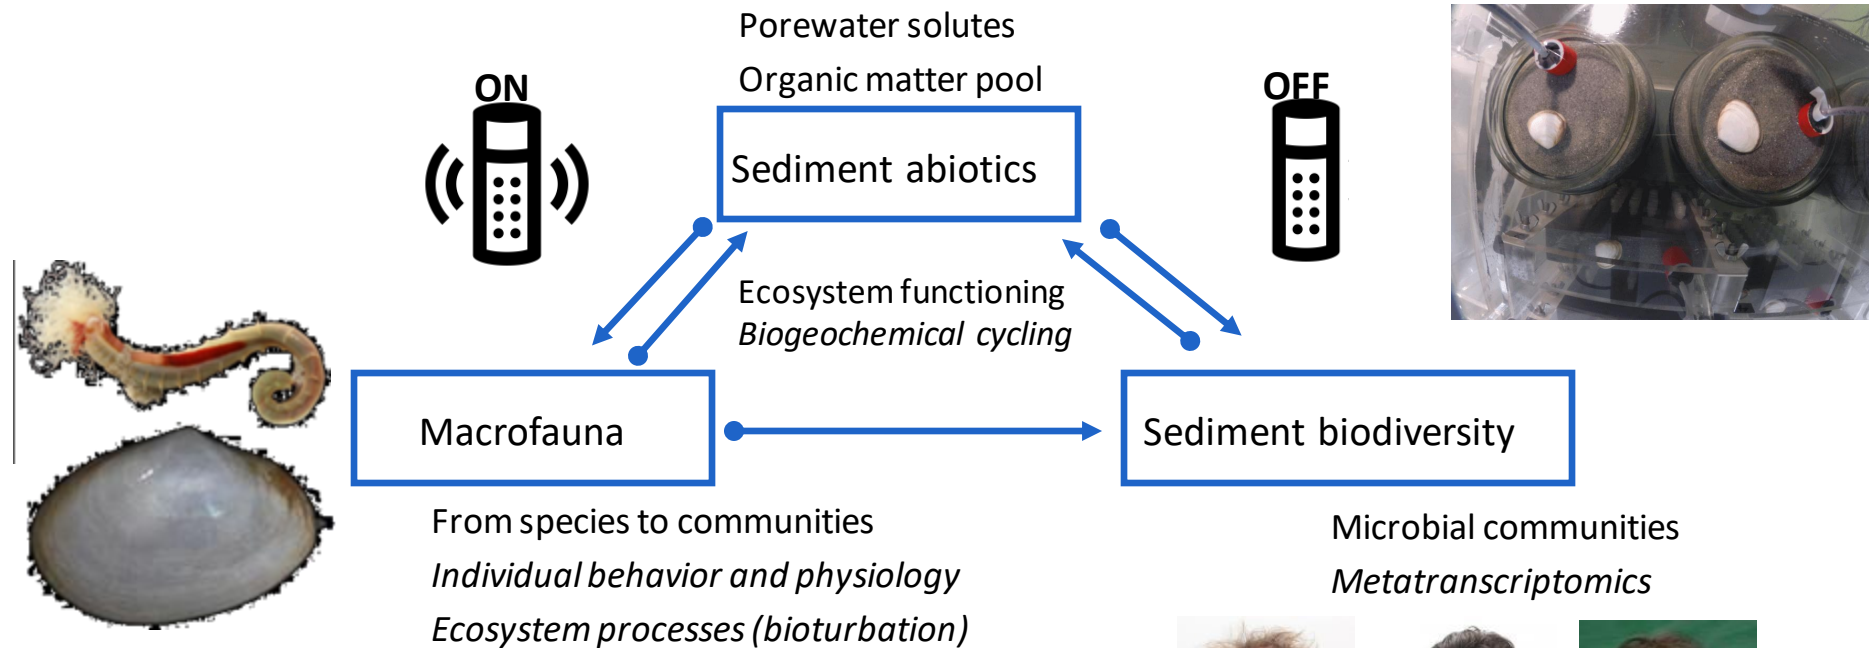 Porewater solutes
Organic matter pool
ON
OFF
Sediment abiotics
Ecosystem functioning
Biogeochemical cycling
Macrofauna
Sediment biodiversity
From species to communities
Individual behavior and physiology
Ecosystem processes (bioturbation)
Microbial communities
Metatranscriptomics